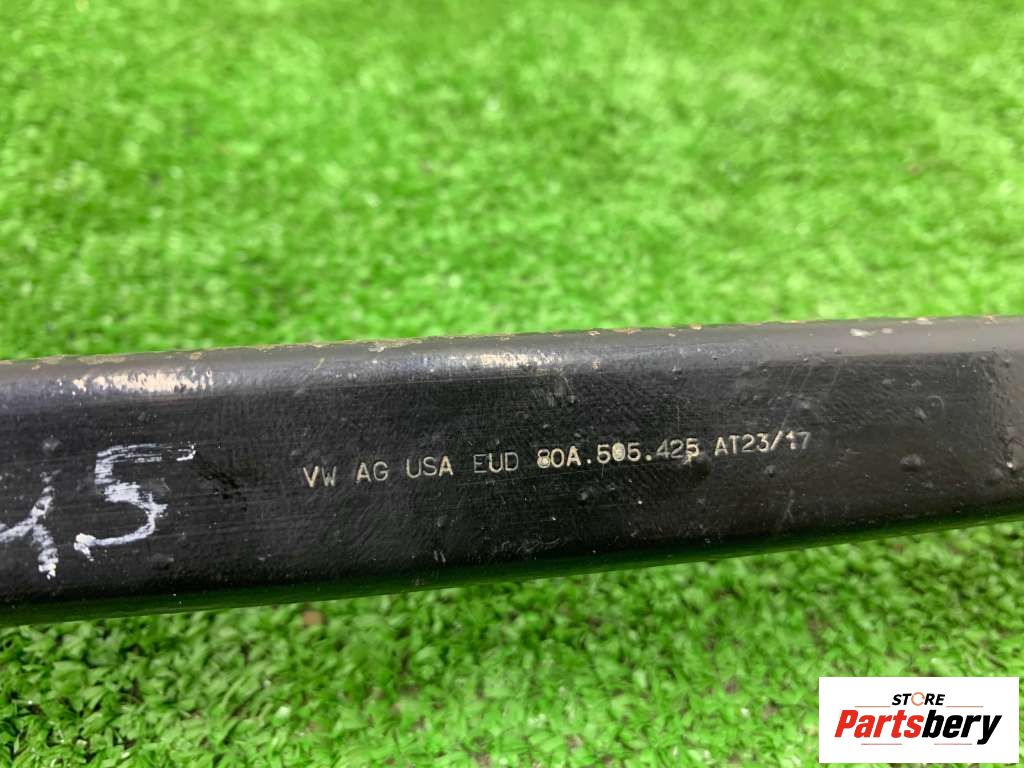 VW AG USA EUD 80A.505.425 AT23/17
45
STORE
Partsbery